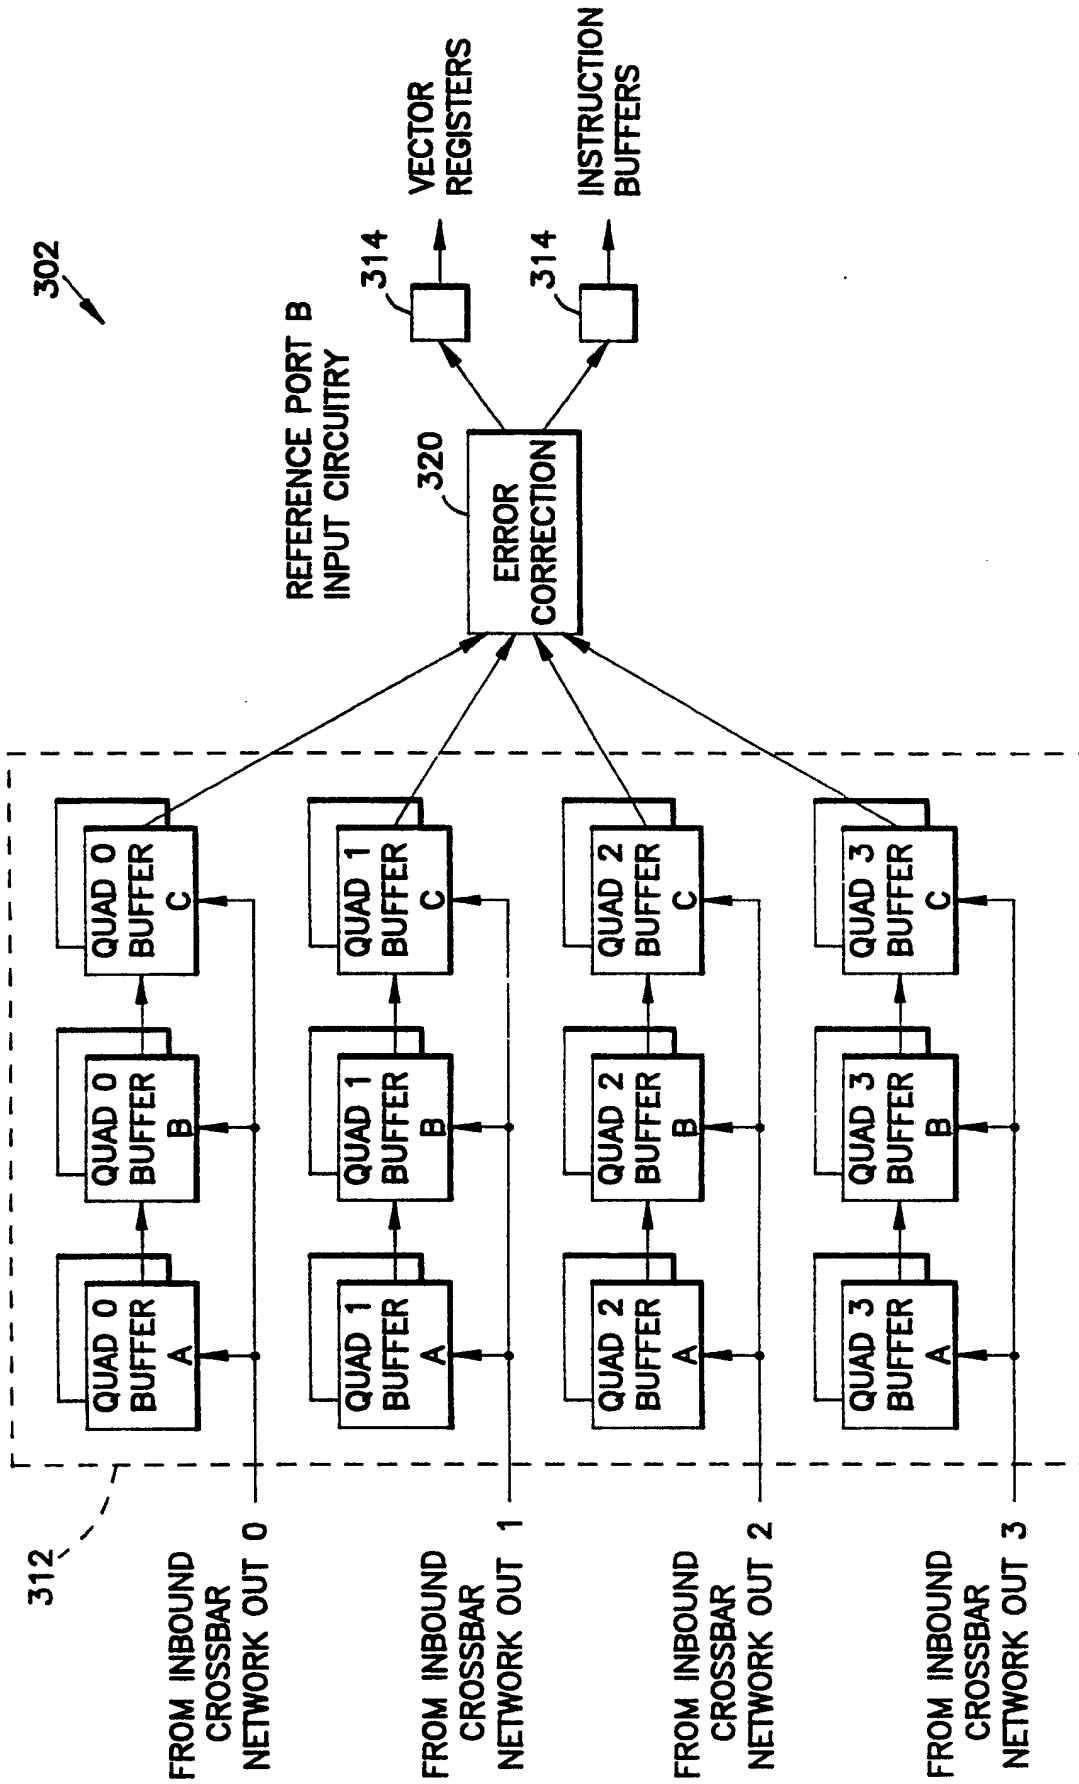 302
REFERENCE PORT B
INPUT CIRCUITRY
312
FROM INBOUND
CROSSBAR
NETWORK OUT 0
QUAD 0
BUFFER
A
QUAD 0
BUFFER
B
QUAD 0
BUFFER
C
FROM INBOUND
CROSSBAR
NETWORK OUT 1
QUAD 1
BUFFER
A
QUAD 1
BUFFER
B
QUAD 1
BUFFER
C
FROM INBOUND
CROSSBAR
NETWORK OUT 2
QUAD 2
BUFFER
A
QUAD 2
BUFFER
B
QUAD 2
BUFFER
C
FROM INBOUND
CROSSBAR
NETWORK OUT 3
QUAD 3
BUFFER
A
QUAD 3
BUFFER
B
QUAD 3
BUFFER
C
320
ERROR
CORRECTION
314
VECTOR
REGISTERS
314
INSTRUCTION
BUFFERS